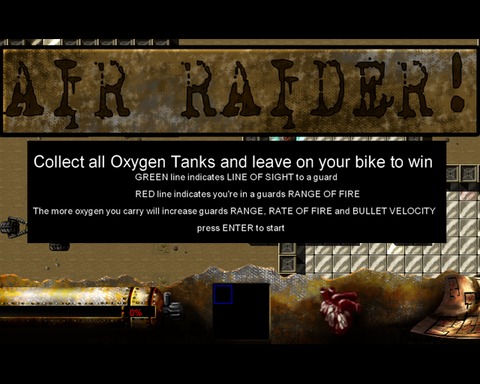 AIR RAIDER!
Collect all Oxygen Tanks and leave on your bike to win
GREEN line indicates LINE OF SIGHT to a guard
RED line indicates you're in a guards RANGE OF FIRE
The more oxygen you carry will increase guards RANGE, RATE OF FIRE and BULLET VELOCITY
press ENTER to start
0%